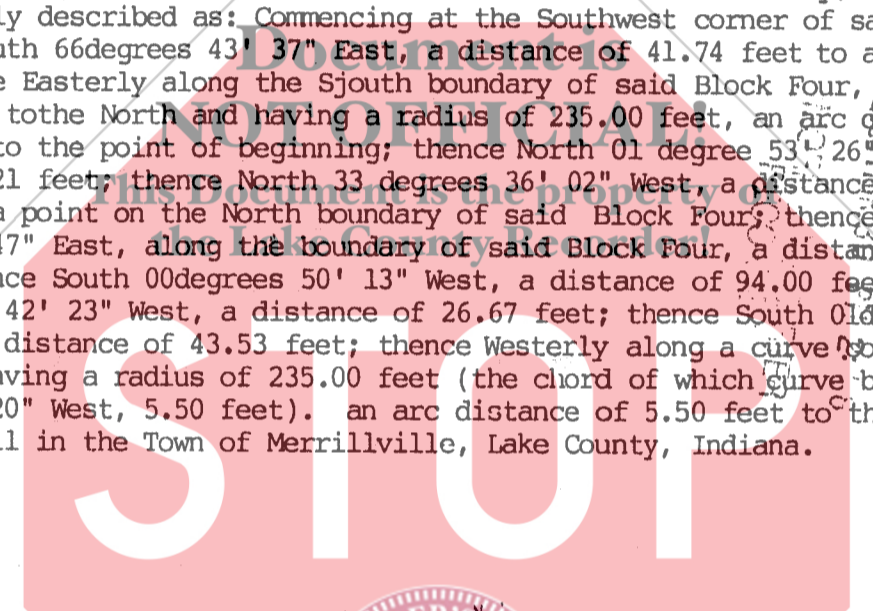 ly described as: Commencing at the Southwest corner of sa
uth 66degrees 43' 37" East, a distance of 41.74 feet to a
e Easterly along the Sjouth boundary of said Block Four,
tothe North and having a radius of 235.00 feet, an arc d
to the point of beginning; thence North 01 degree 53' 26"
21 feet; thence North 33 degrees 36' 02" West, a distance
a point on the North boundary of said Block Four; thence
47" East, along the boundary of said Block Four, a distan
nce South 00degrees 50' 13" West, a distance of 94.00 fee
42' 23" West, a distance of 26.67 feet; thence South 01d
distance of 43.53 feet; thence Westerly along a curve co
aving a radius of 235.00 feet (the chord of which curve b
20" West, 5.50 feet). an arc distance of 5.50 feet to th
ll in the Town of Merrillville, Lake County, Indiana.
Document is
NOT OFFICIAL!
This Document is the property of
the Lake County Recorder!
STOP